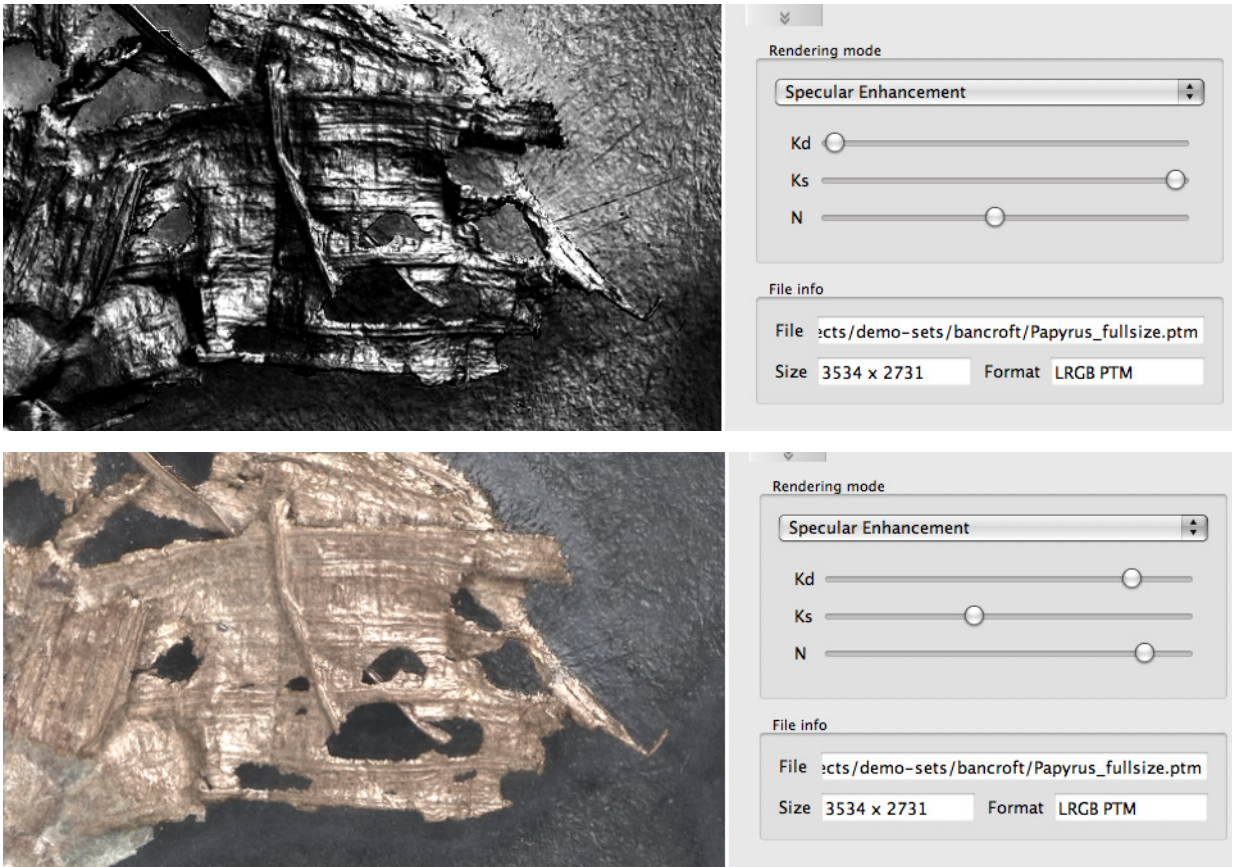 Rendering mode
Specular Enhancement
Kd
Ks
N
File info
File ects/demo-sets/bancroft/Papyrus_fullsize.ptm
Size 3534 x 2731 Format LRGB PTM
Rendering mode
Specular Enhancement
Kd
Ks
N
File info
File ects/demo-sets/bancroft/Papyrus_fullsize.ptm
Size 3534 x 2731 Format LRGB PTM